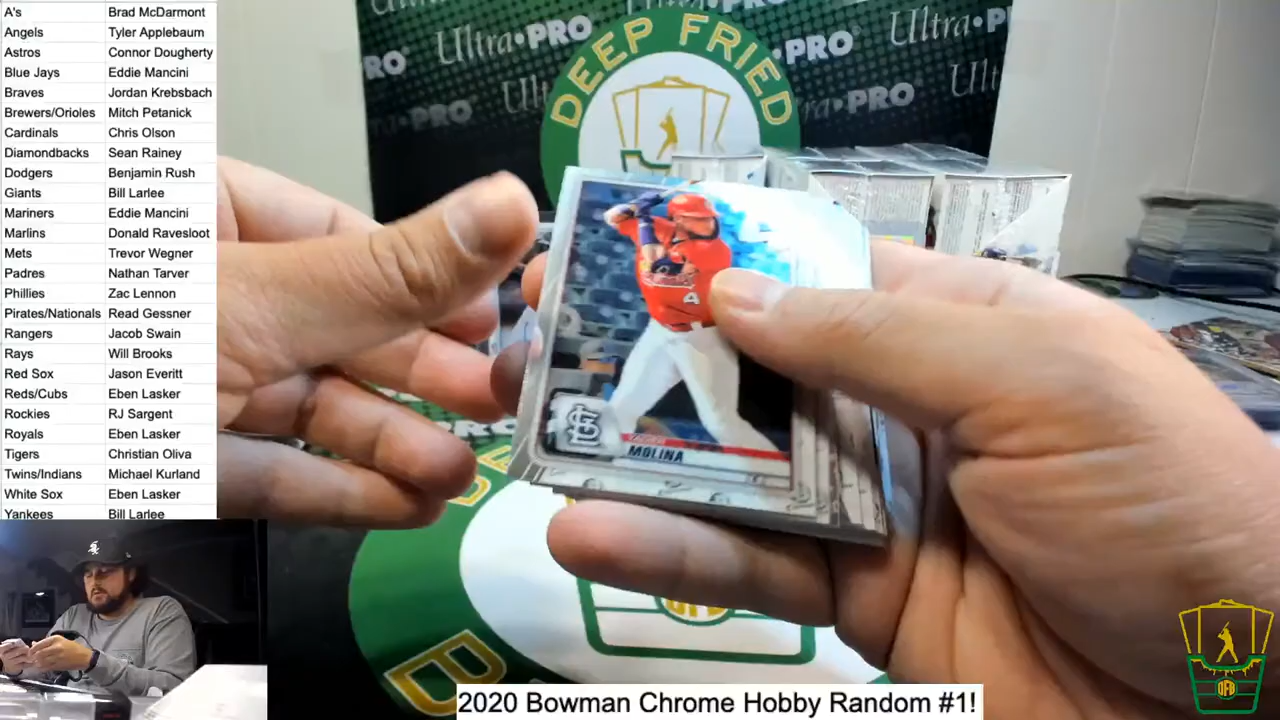 A's Brad McDarmont
Angels Tyler Applebaum
Astros Connor Dougherty
Blue Jays Eddie Mancini
Braves Jordan Krebsbach
Brewers/Orioles Mitch Petanick
Cardinals Chris Olson
Diamondbacks Sean Rainey
Dodgers Benjamin Rush
Giants Bill Larlee
Mariners Eddie Mancini
Marlins Donald Ravesloot
Mets Trevor Wegner
Padres Nathan Tarver
Phillies Zac Lennon
Pirates/Nationals Read Gessner
Rangers Jacob Swain
Rays Will Brooks
Red Sox Jason Everitt
Reds/Cubs Eben Lasker
Rockies RJ Sargent
Royals Eben Lasker
Tigers Christian Oliva
Twins/Indians Michael Kurland
White Sox Eben Lasker
Yankees Bill Larlee
Ultra•PRO
Ultra•PRO
PRO
PRO
PRO
DEEP FRIED
4
MOLINA
DFB
DFB
2020 Bowman Chrome Hobby Random #1!